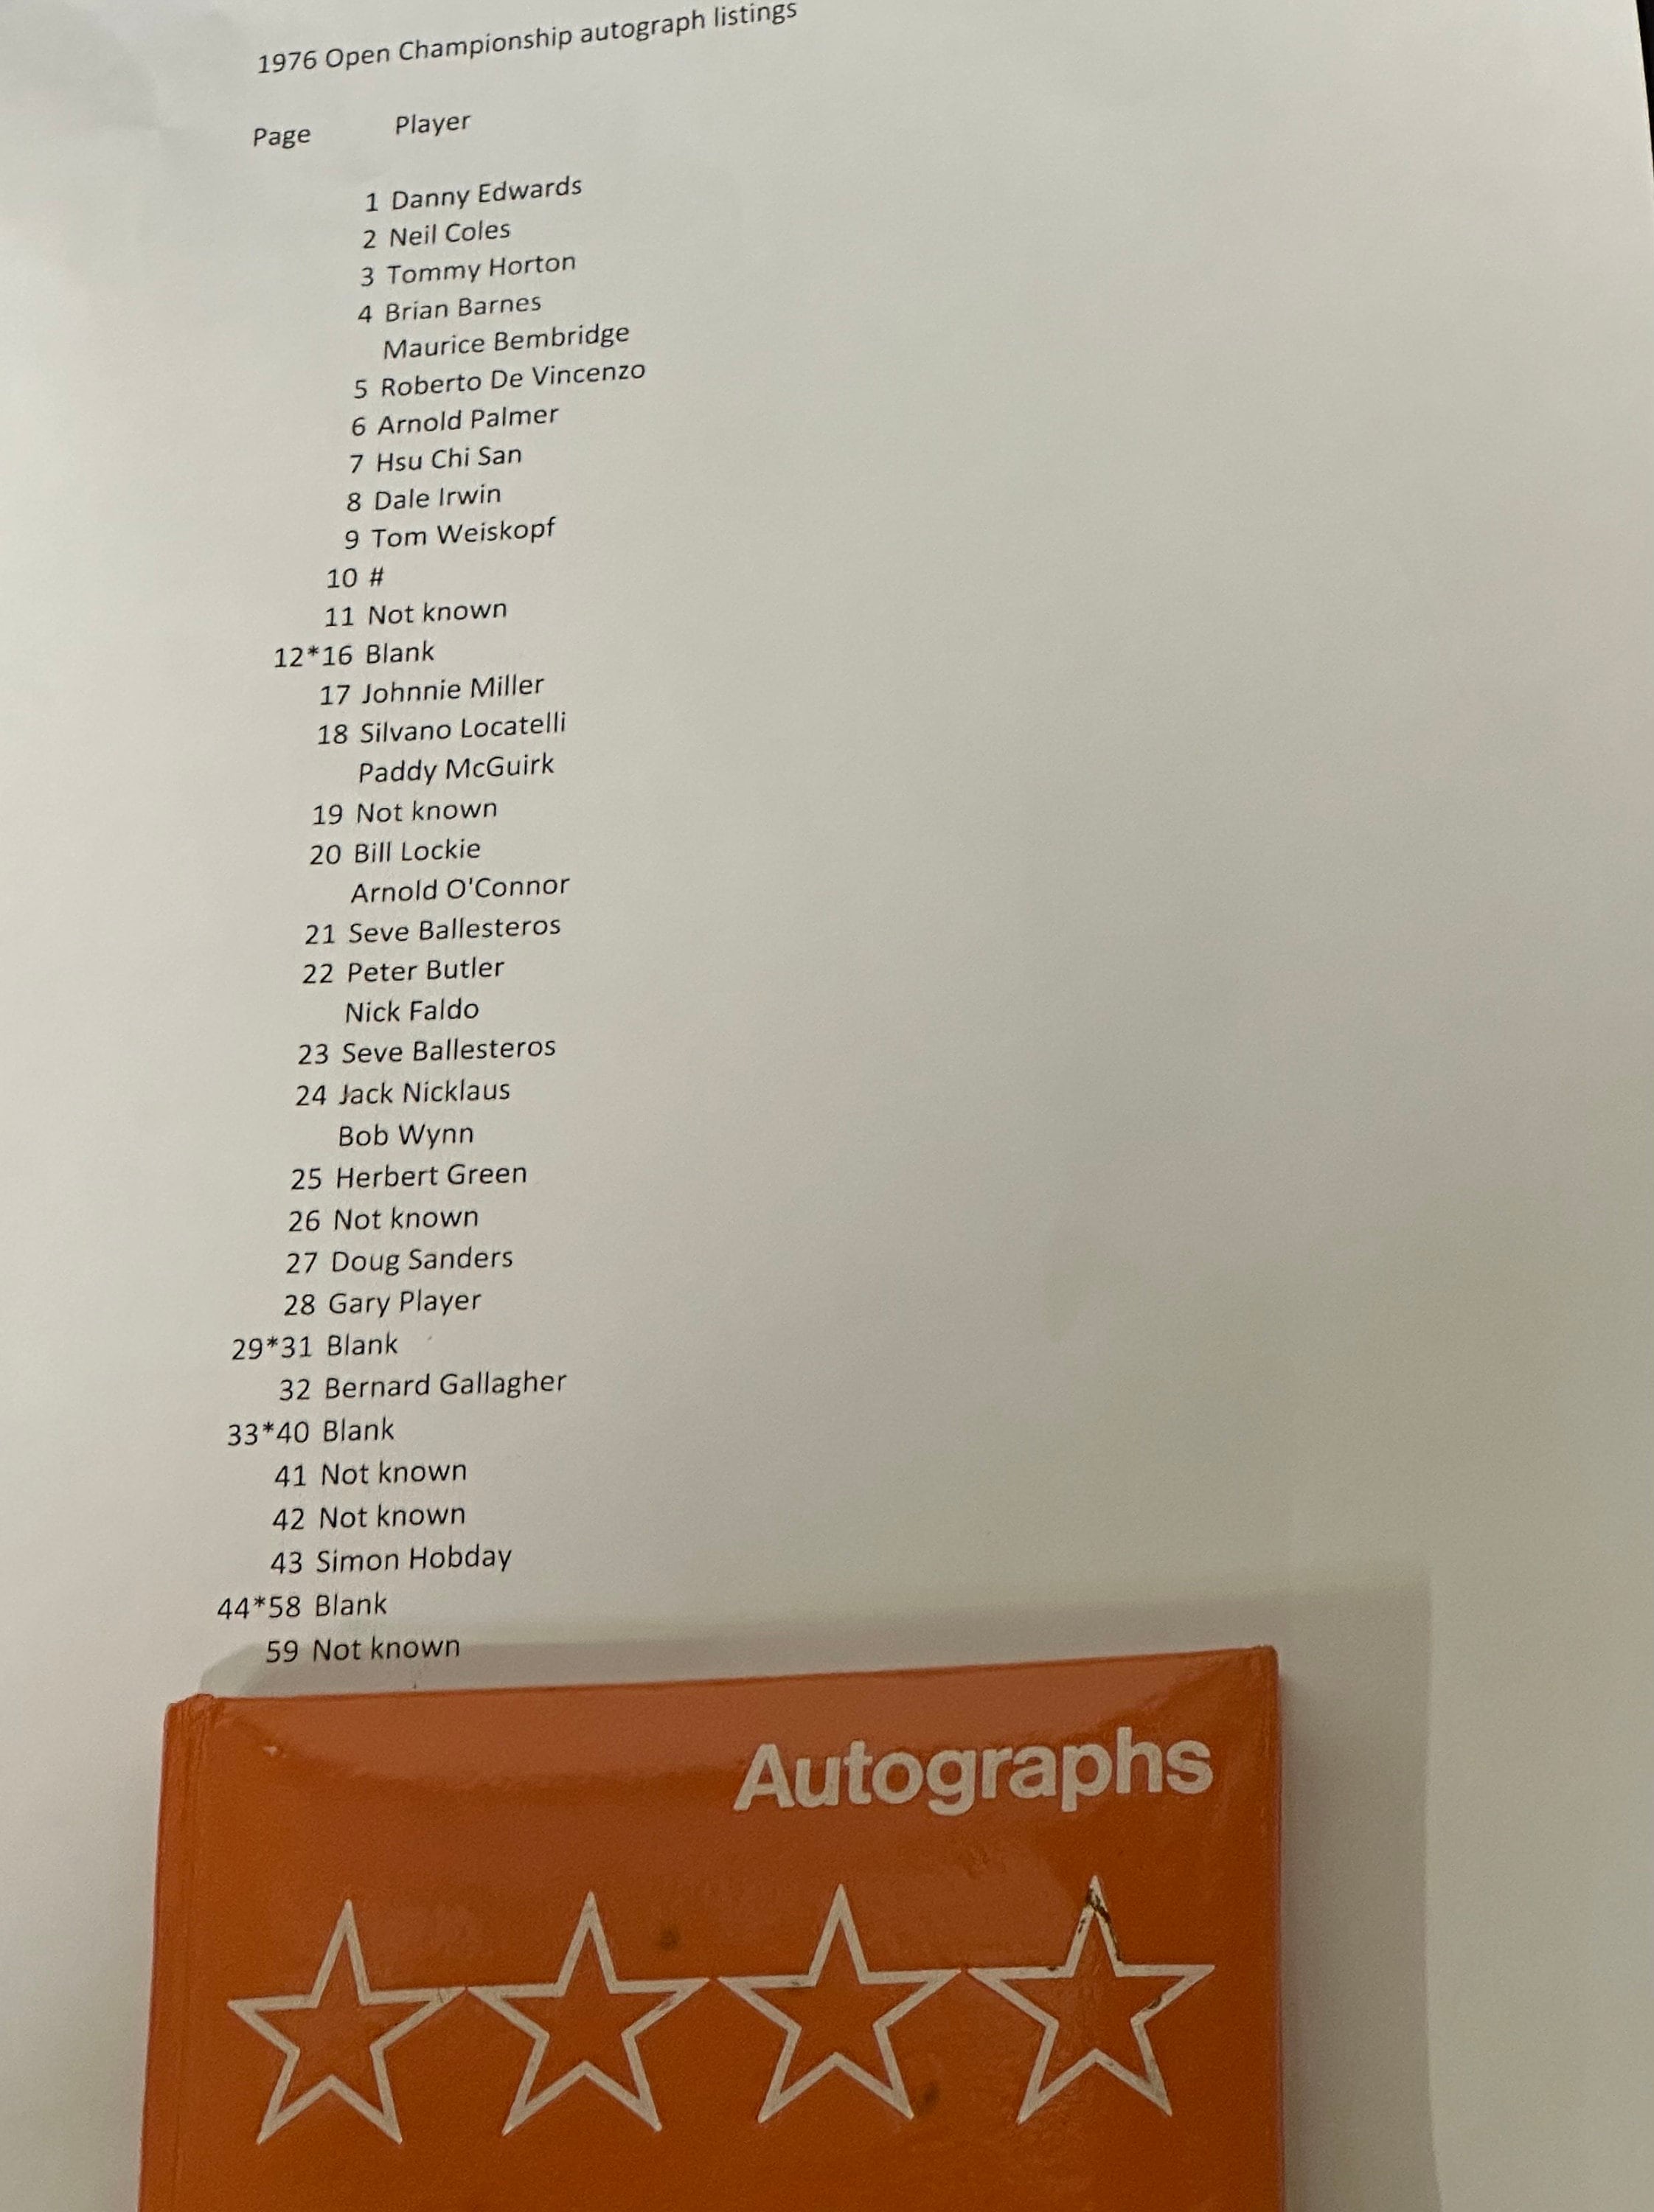 1976 Open Championship autograph listings
Page Player
1 Danny Edwards
2 Neil Coles
3 Tommy Horton
4 Brian Barnes
Maurice Bembridge
5 Roberto De Vincenzo
6 Arnold Palmer
7 Hsu Chi San
8 Dale Irwin
9 Tom Weiskopf
10 #
11 Not known
12*16 Blank
17 Johnnie Miller
18 Silvano Locatelli
Paddy McGuirk
19 Not known
20 Bill Lockie
Arnold O'Connor
21 Seve Ballesteros
22 Peter Butler
Nick Faldo
23 Seve Ballesteros
24 Jack Nicklaus
Bob Wynn
25 Herbert Green
26 Not known
27 Doug Sanders
28 Gary Player
29*31 Blank
32 Bernard Gallagher
33*40 Blank
41 Not known
42 Not known
43 Simon Hobday
44*58 Blank
59 Not known
Autographs